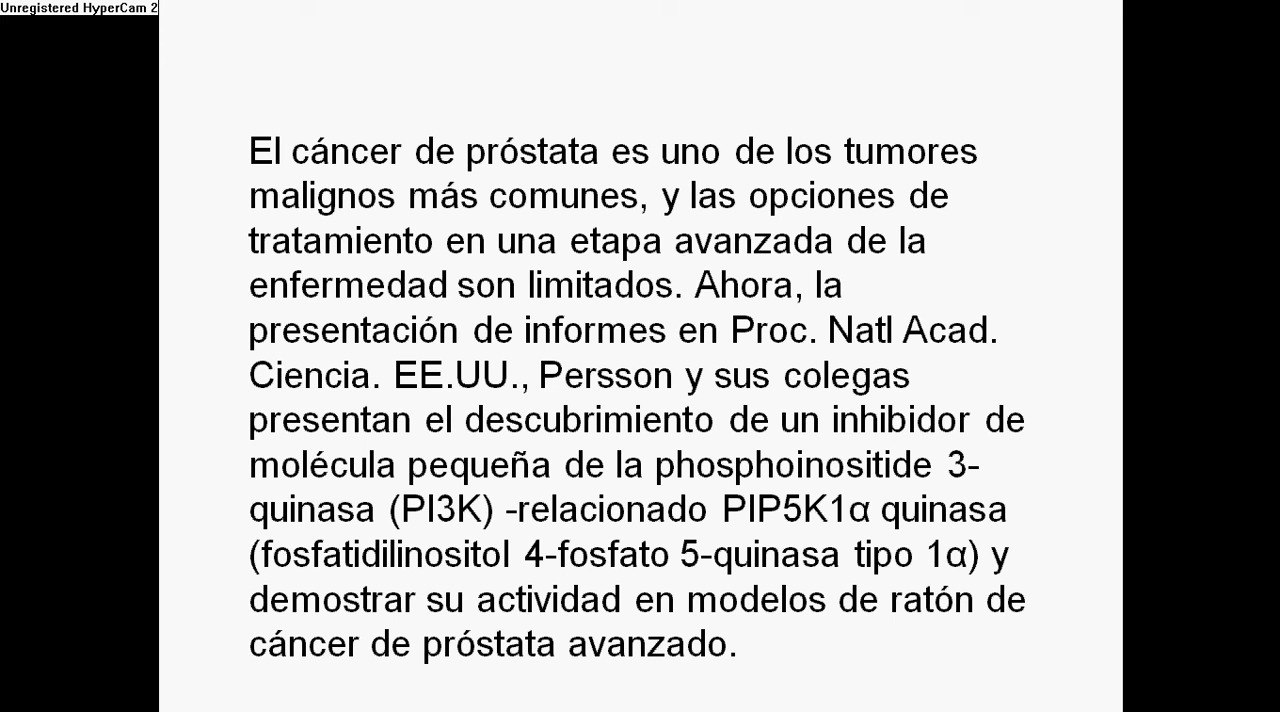 Unregistered HyperCam 2
El cáncer de próstata es uno de los tumores
malignos más comunes, y las opciones de
tratamiento en una etapa avanzada de la
enfermedad son limitados. Ahora, la
presentación de informes en Proc. Natl Acad.
Ciencia. EE.UU., Persson y sus colegas
presentan el descubrimiento de un inhibidor de
molécula pequeña de la phosphoinositide 3-
quinasa (PI3K) -relacionado PIP5K1α quinasa
(fosfatidilinositol 4-fosfato 5-quinasa tipo 1α) y
demostrar su actividad en modelos de ratón de
cáncer de próstata avanzado.